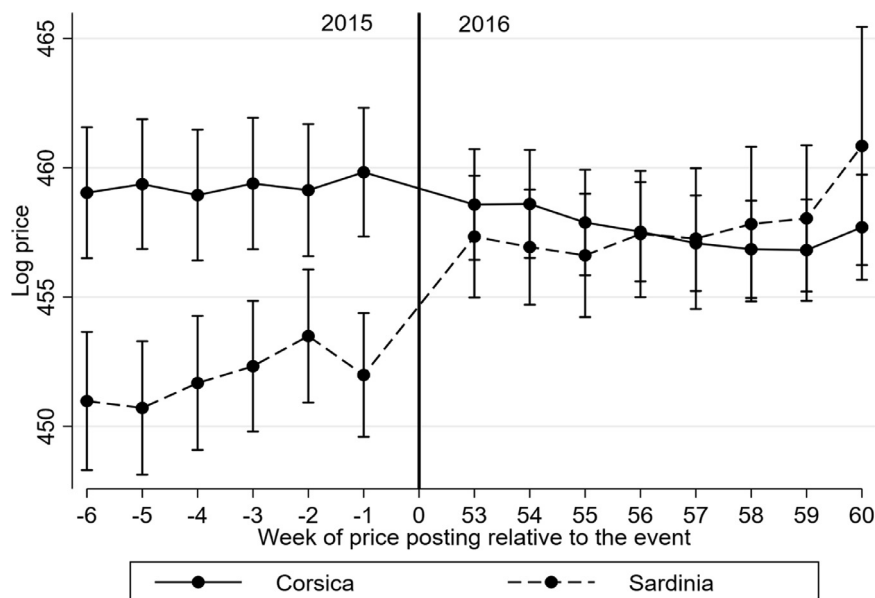 2015 2016
Log price
465
460
455
450
-6 -5 -4 -3 -2 -1 0 53 54 55 56 57 58 59 60
Week of price posting relative to the event
Corsica Sardinia